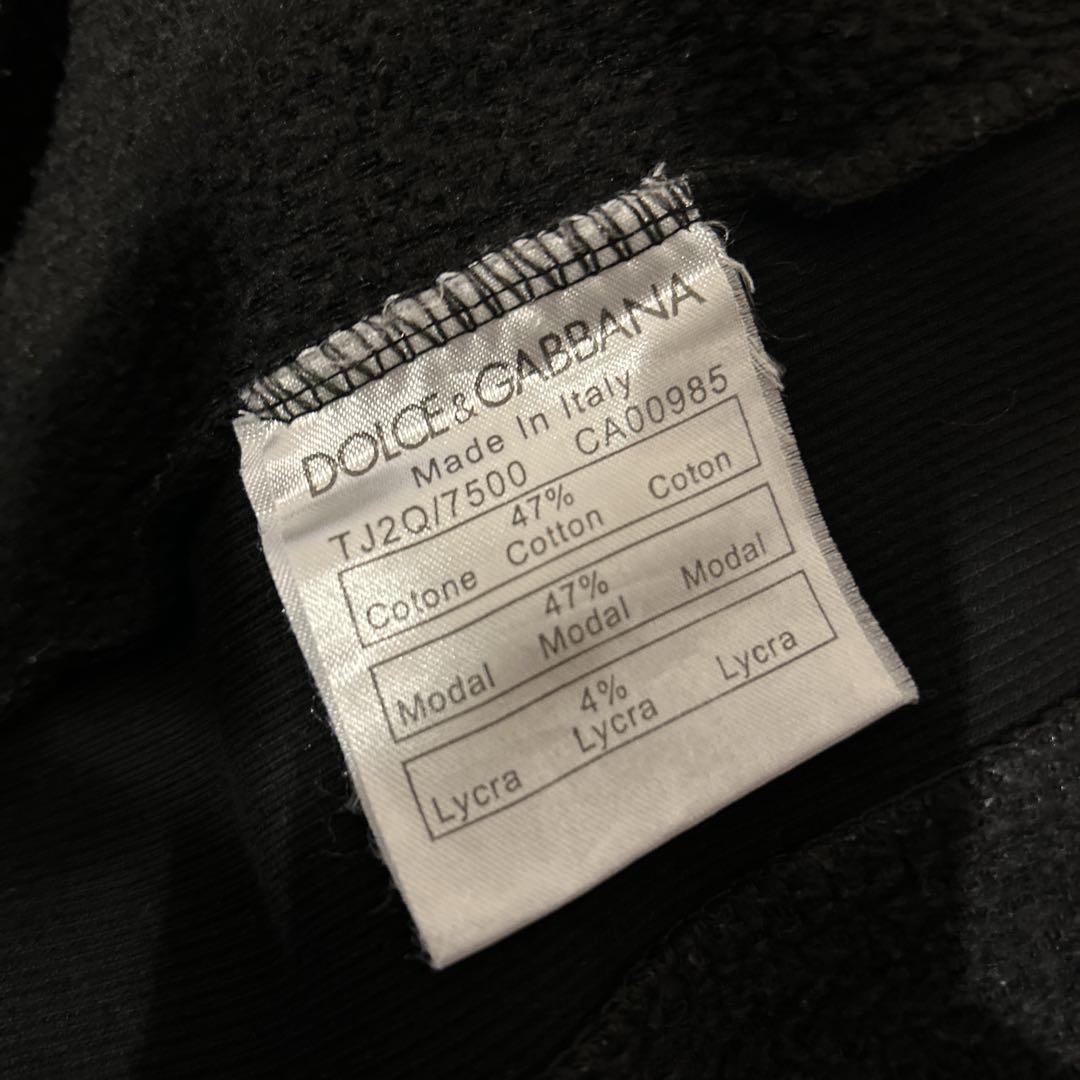 DOLCE&GABBANA
Made In Italy
TJ2Q/7500 CA00985
47%
Cotone Cotton Coton
47%
Modal Modal Modal
4%
Lycra Lycra Lycra